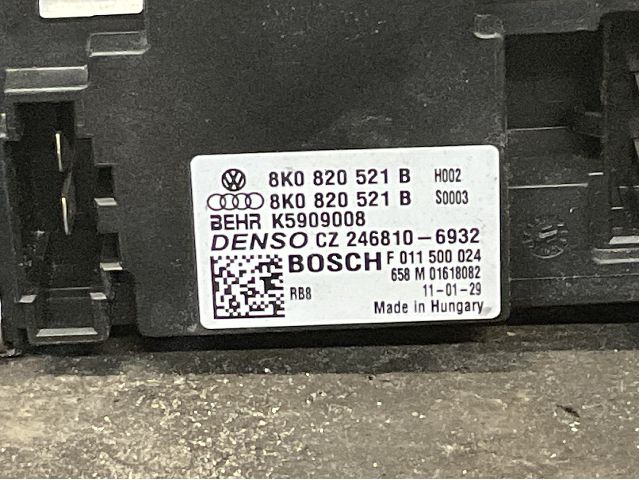 8K0 820 521 B H002
8K0 820 521 B S0003
BEHR K5909008
DENSO CZ 246810-6932
BOSCH F 011 500 024
658 M 01618082
RB8 11-01-29
Made in Hungary